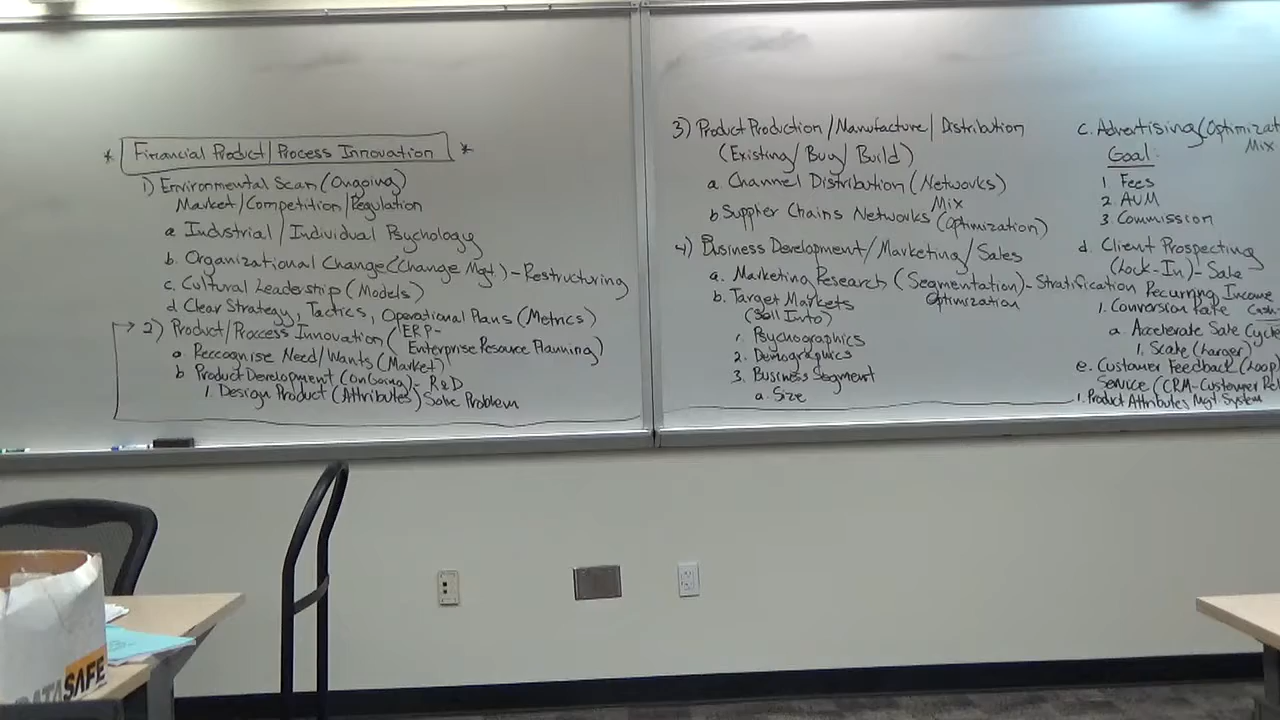 * Financial Product/Process Innovation *
1) Environmental Scan (Ongoing)
Market/Competition/Regulation
a Industrial/Individual Psychology
b. Organizational Change (Change Mgt.) - Restructuring
c. Cultural Leadership (Models)
d Clear Strategy, Tactics, Operational Plans (Metrics)
2) Product/Process Innovation (ERP-
Enterprise Resource Planning)
a. Reccognise Need/Wants (Market)
b Product Development (OnGoing) - R&D
1. Design Product (Attributes) Solve Problem
3) Product Production/Manufacture/Distribution
(Existing/Buy/Build)
a. Channel Distribution (Networks)
Mix
b Supplier Chains Networks (Optimization)
4) Business Development/Marketing/Sales
a. Marketing Research (Segmentation) - Stratification
Optimization
b. Target Markets
(Sell Into)
1. Psychographics
2. Demographics
3. Business Segment
a. Size
c. Advertising (Optimizat
Mix
Goal:
1 Fees
2. AUM
3. Commission
d. Client Prospecting
(Lock-In) - Sale
Recurring Income
1. Conversion rate Cash
a. Accelerate Sale (Cycle
1. Scale (Larger)
e. Customer Feedback (Loop)
Service (CRM-Customer Rel
1. Product Attributes Mgt System
DATASAFE